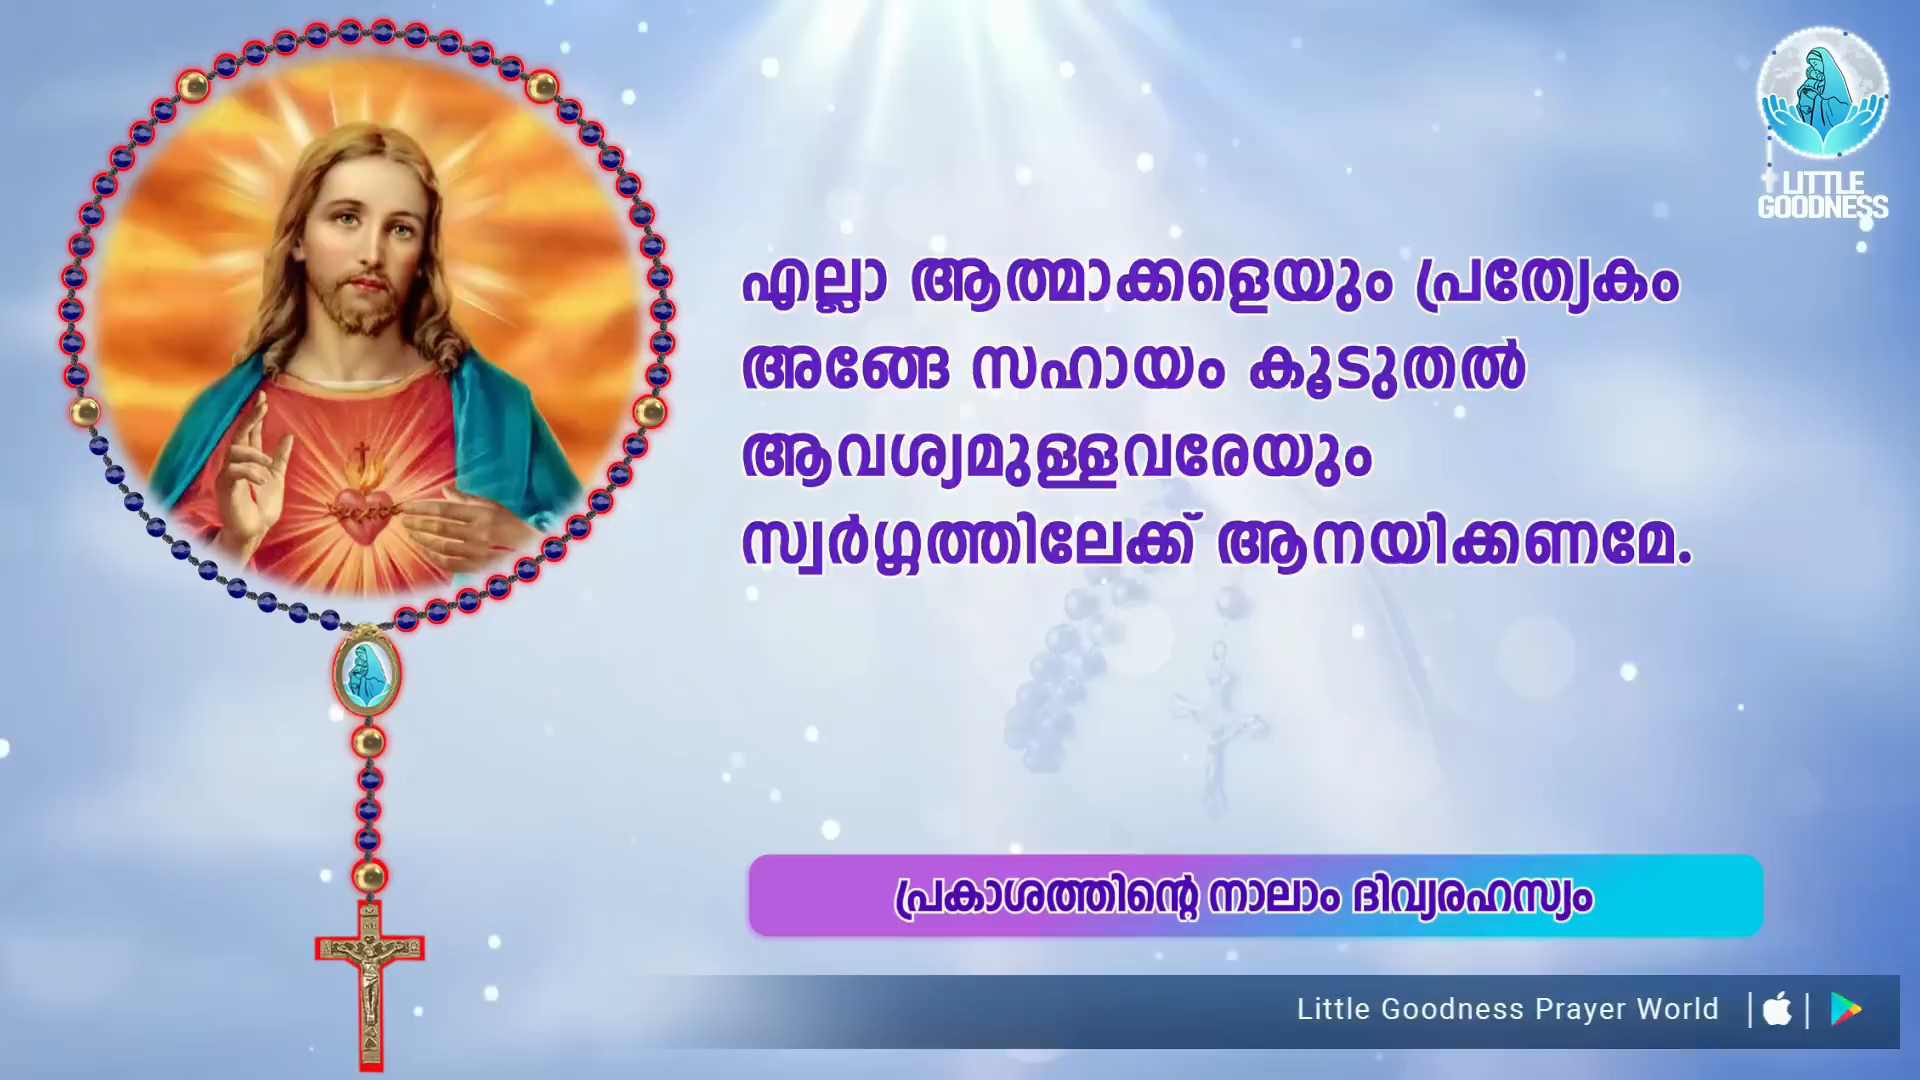 LITTLE
GOODNESS
എല്ലാ ആത്മാക്കളെയും പ്രത്യേകം
അങ്ങേ സഹായം കൂടുതൽ
ആവശ്യമുള്ളവരേയും
സ്വർഗ്ഗത്തിലേക്ക് ആനയിക്കണമേ.
പ്രകാശത്തിന്റെ നാലാം ദിവ്യരഹസ്യം
Little Goodness Prayer World